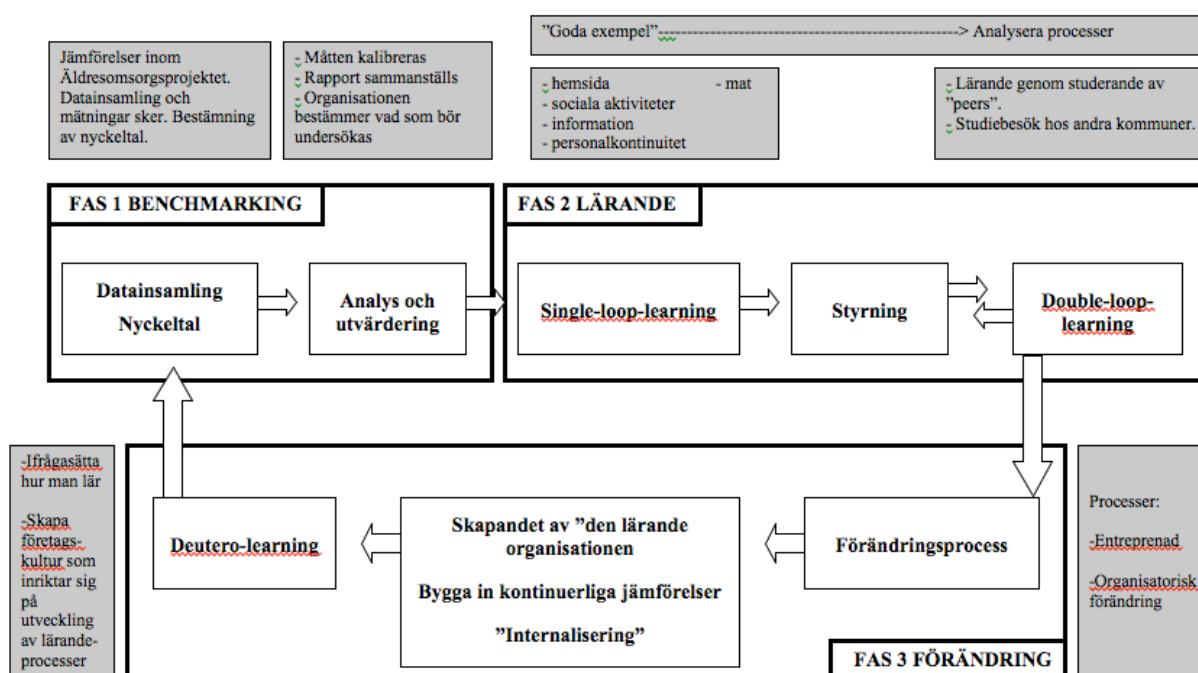 "Goda exempel"-----------------------------------------------------> Analysera processer
Jämförelser inom
Äldresomsorgsprojektet.
Datainsamling och
mätningar sker. Bestämning
av nyckeltal.
- Måtten kalibreras
- Rapport sammanställs
- Organisationen
bestämmer vad som bör
undersökas
- hemsida - mat
- sociala aktiviteter
- information
- personalkontinuitet
- Lärande genom studerande av
"peers".
- Studiebesök hos andra kommuner.
FAS 1 BENCHMARKING
Datainsamling
Nyckeltal
Analys och
utvärdering
FAS 2 LÄRANDE
Single-loop-learning
Styrning
Double-loop-
learning
-Ifrågasätta
hur man lär
-Skapa
företags-
kultur som
inriktar sig
på
utveckling
av lärande-
processer
Deutero-learning
Skapandet av "den lärande
organisationen
Bygga in kontinuerliga jämförelser
"Internalisering"
Förändringsprocess
FAS 3 FÖRÄNDRING
Processer:
-Entreprenad
-Organisatorisk
förändring